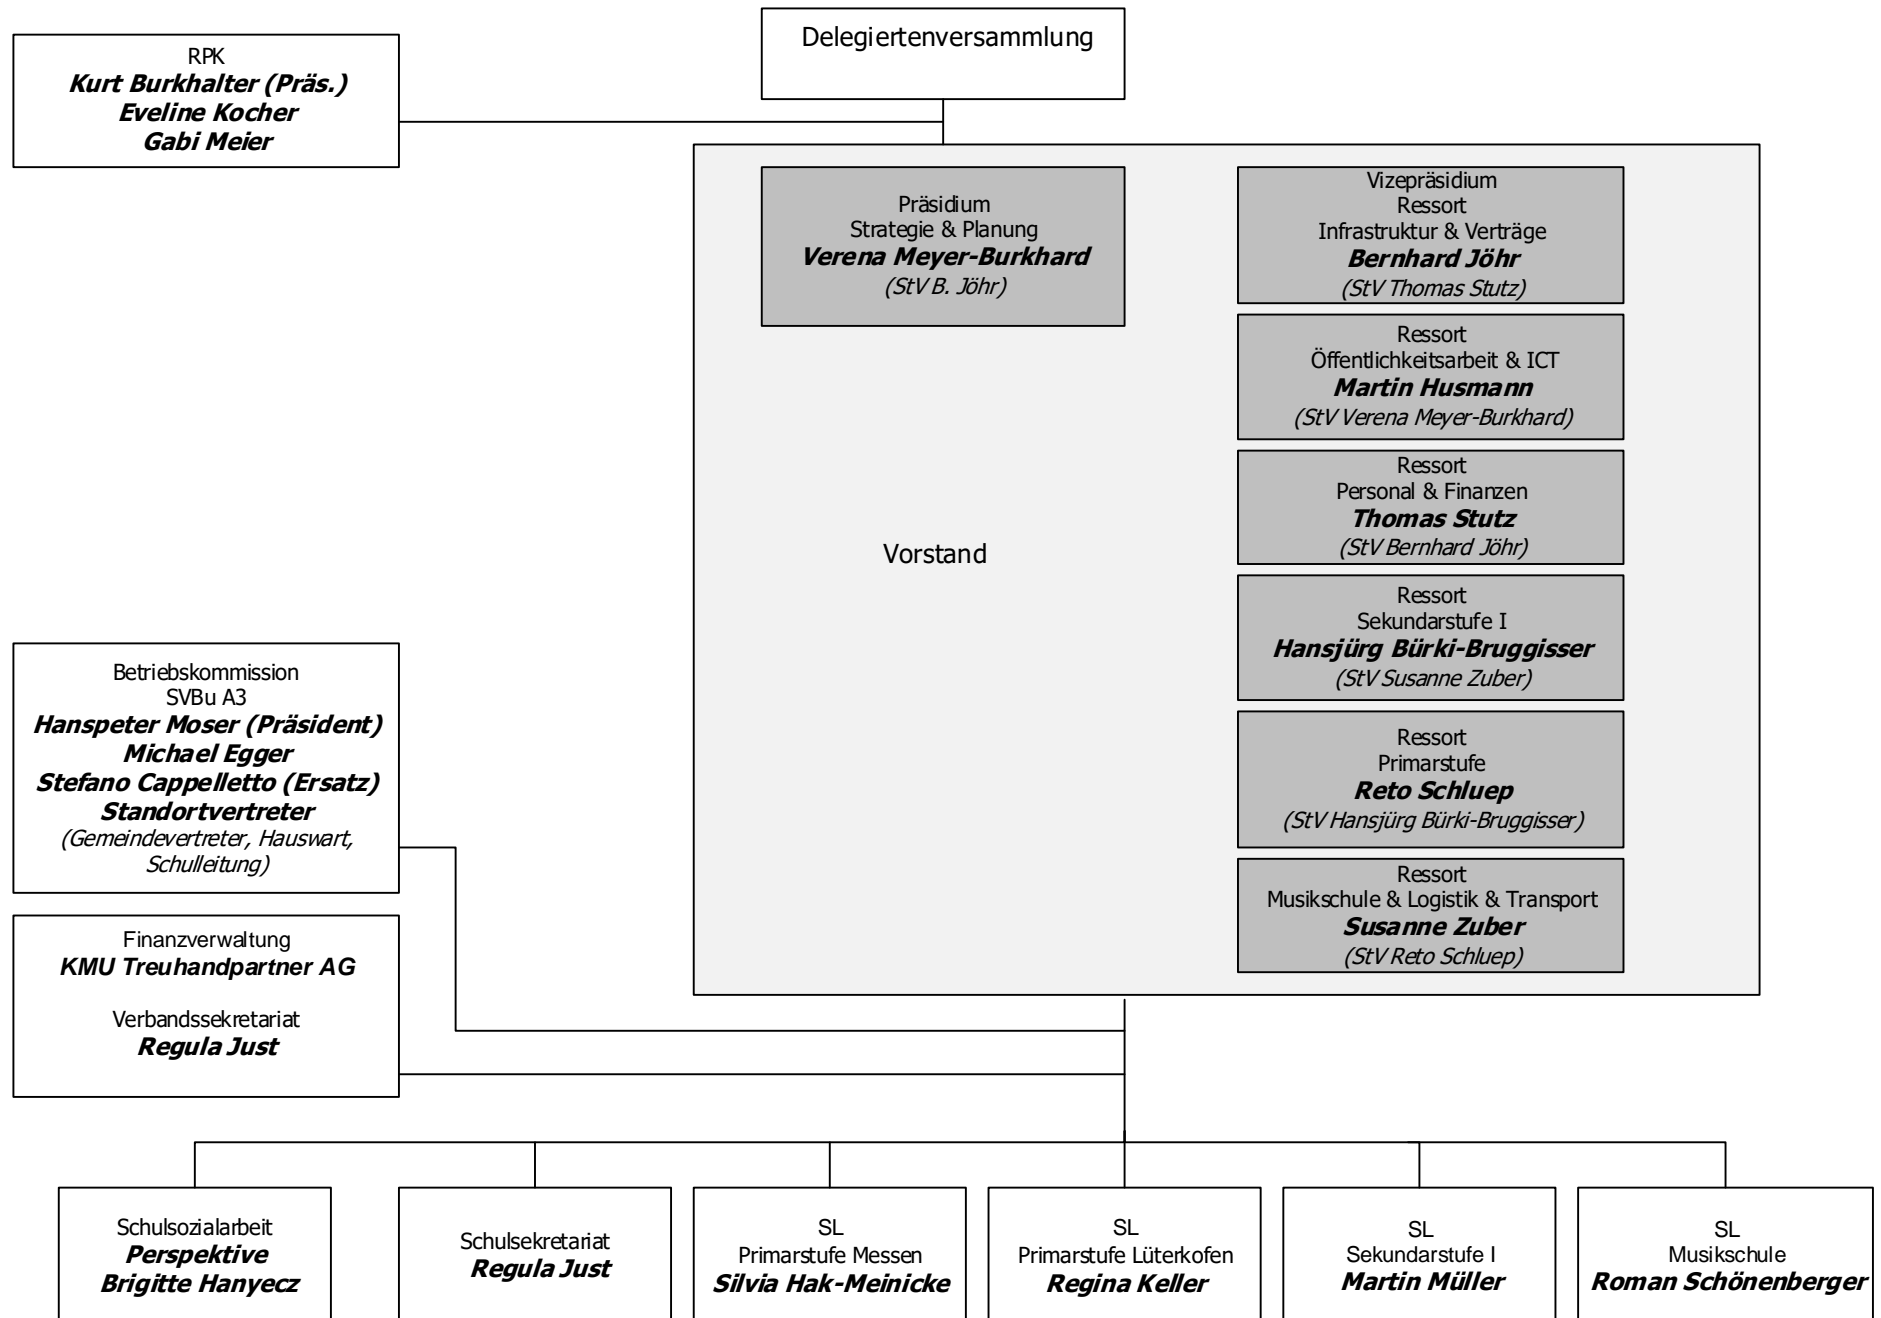 Delegiertenversammlung
RPK
Kurt Burkhalter (Präs.)
Eveline Kocher
Gabi Meier
Präsidium
Strategie & Planung
Verena Meyer-Burkhard
(StV B. Jöhr)
Vizepräsidium
Ressort
Infrastruktur & Verträge
Bernhard Jöhr
(StV Thomas Stutz)
Ressort
Öffentlichkeitsarbeit & ICT
Martin Husmann
(StV Verena Meyer-Burkhard)
Ressort
Personal & Finanzen
Thomas Stutz
(StV Bernhard Jöhr)
Vorstand
Ressort
Sekundarstufe I
Hansjürg Bürki-Bruggisser
(StV Susanne Zuber)
Ressort
Primarstufe
Reto Schluep
(StV Hansjürg Bürki-Bruggisser)
Ressort
Musikschule & Logistik & Transport
Susanne Zuber
(StV Reto Schluep)
Betriebskommission
SVBu A3
Hanspeter Moser (Präsident)
Michael Egger
Stefano Cappelletto (Ersatz)
Standortvertreter
(Gemeindevertreter, Hauswart,
Schulleitung)
Finanzverwaltung
KMU Treuhandpartner AG
Verbandssekretariat
Regula Just
Schulsozialarbeit
Perspektive
Brigitte Hanyecz
Schulsekretariat
Regula Just
SL
Primarstufe Messen
Silvia Hak-Meinicke
SL
Primarstufe Lüterkofen
Regina Keller
SL
Sekundarstufe I
Martin Müller
SL
Musikschule
Roman Schönenberger